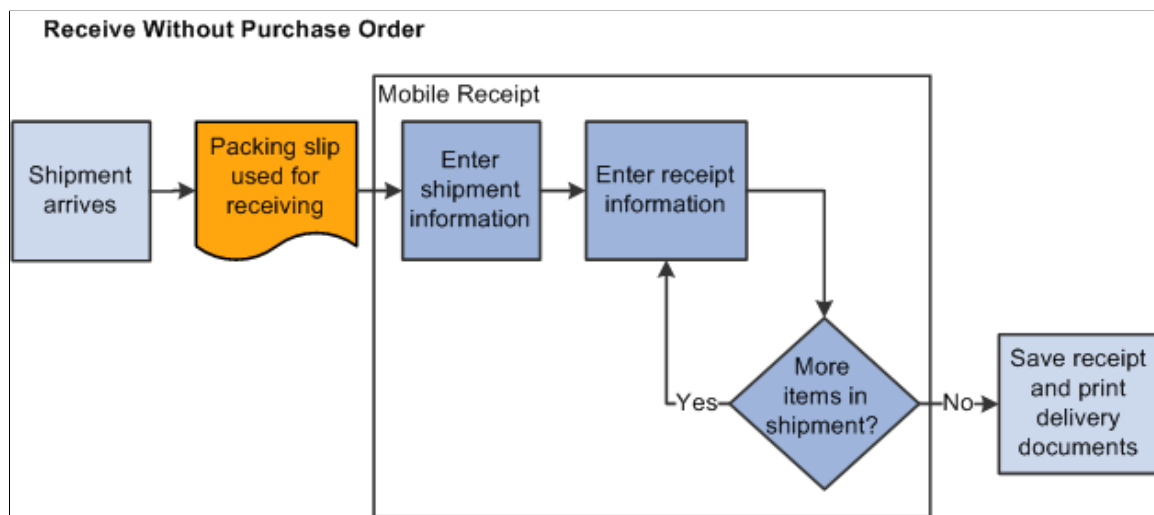 Receive Without Purchase Order
Mobile Receipt
Shipment
arrives
Packing slip
used for
receiving
Enter
shipment
information
Enter receipt
information
More
items in
shipment?
Yes
No
Save receipt
and print
delivery
documents